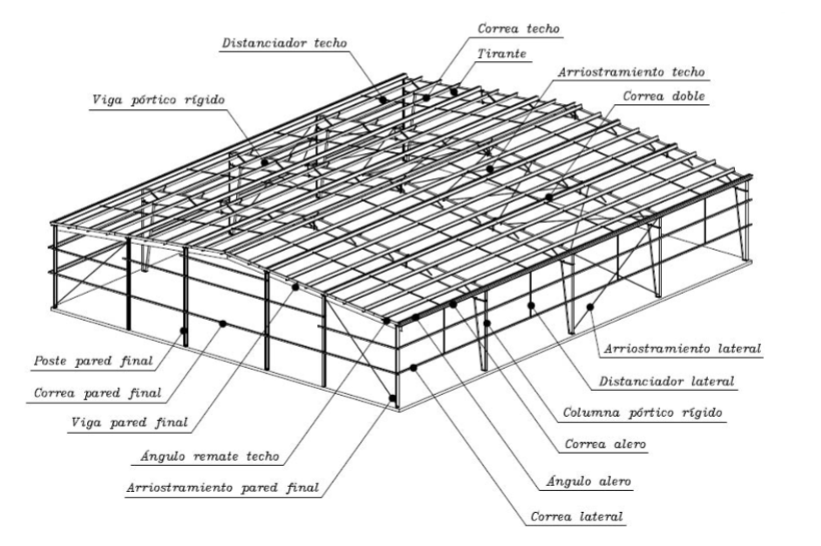 Correa techo
Distanciador techo
Tirante
Arriostramiento techo
Viga pórtico rígido
Correa doble
Poste pared final
Arriostramiento lateral
Correa pared final
Distanciador lateral
Viga pared final
Columna pórtico rígido
Ángulo remate techo
Correa alero
Arriostramiento pared final
Ángulo alero
Correa lateral